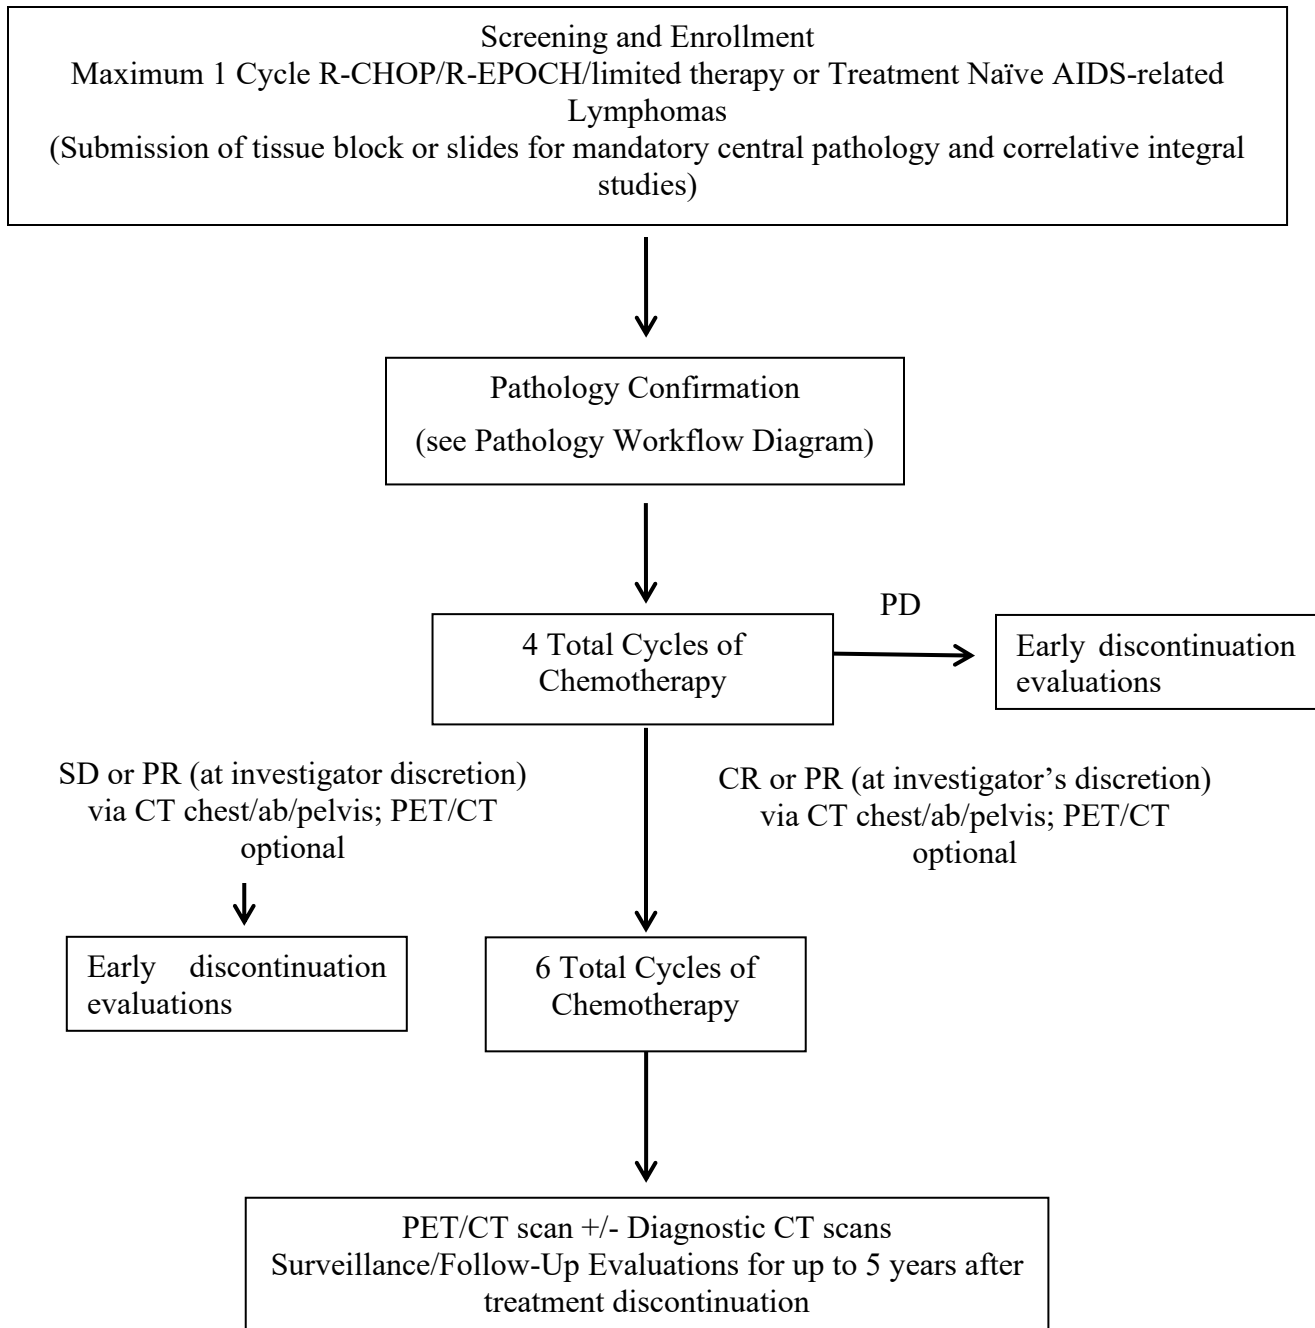 Screening and Enrollment
Maximum 1 Cycle R-CHOP/R-EPOCH/limited therapy or Treatment Naïve AIDS-related
Lymphomas
(Submission of tissue block or slides for mandatory central pathology and correlative integral
studies)
Pathology Confirmation
(see Pathology Workflow Diagram)
4 Total Cycles of
Chemotherapy
PD
Early discontinuation
evaluations
SD or PR (at investigator discretion)
via CT chest/ab/pelvis; PET/CT
optional
CR or PR (at investigator’s discretion)
via CT chest/ab/pelvis; PET/CT
optional
Early discontinuation
evaluations
6 Total Cycles of
Chemotherapy
PET/CT scan +/- Diagnostic CT scans
Surveillance/Follow-Up Evaluations for up to 5 years after
treatment discontinuation